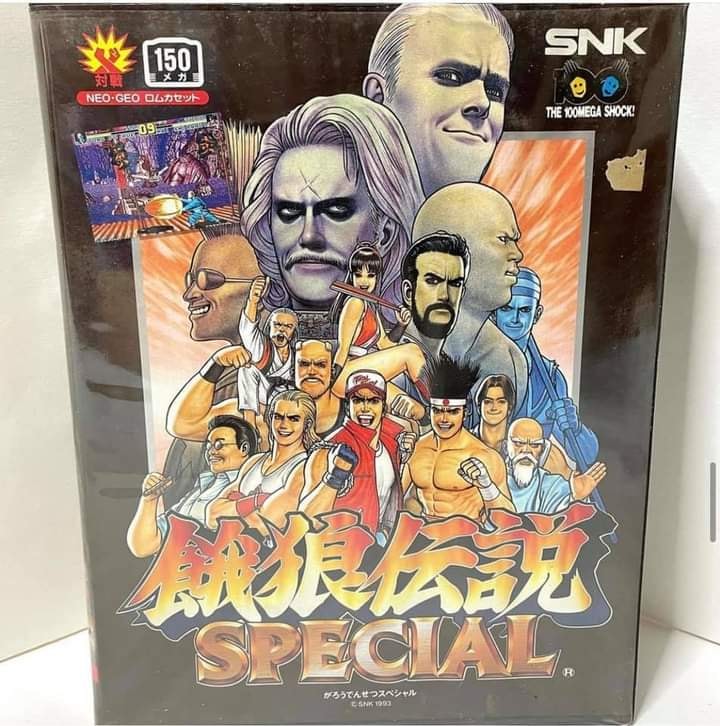 SNK
100
THE 100MEGA SHOCK!
対戦
150
メガ
NEO・GEO ロムカセット
09
餓狼伝説
SPECIAL ®
がろうでんせつスペシャル
© SNK 1993